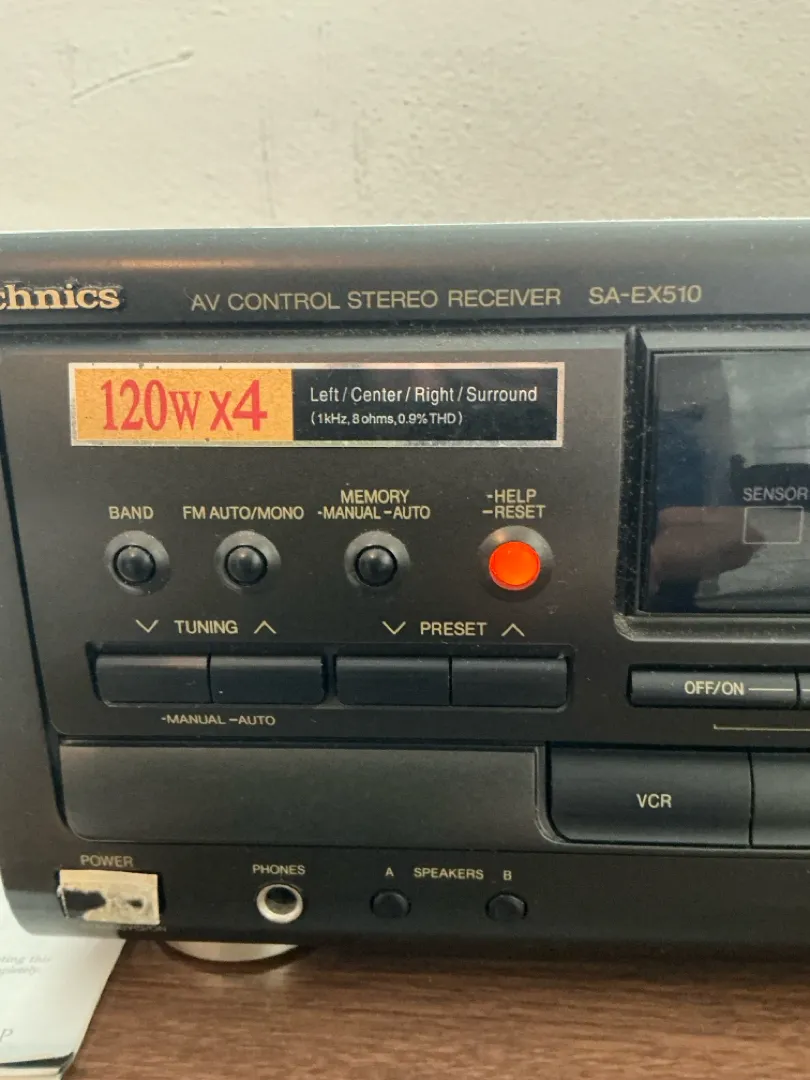 chnics
AV CONTROL STEREO RECEIVER SA-EX510
120W X4
Left / Center / Right / Surround
(1kHz, 8 ohms, 0.9% THD)
SENSOR
BAND
FM AUTO/MONO
MEMORY
-MANUAL –AUTO
-HELP
–RESET
TUNING
PRESET
-MANUAL –AUTO
OFF/ON
VCR
POWER
PHONES
A SPEAKERS B
ting this
P